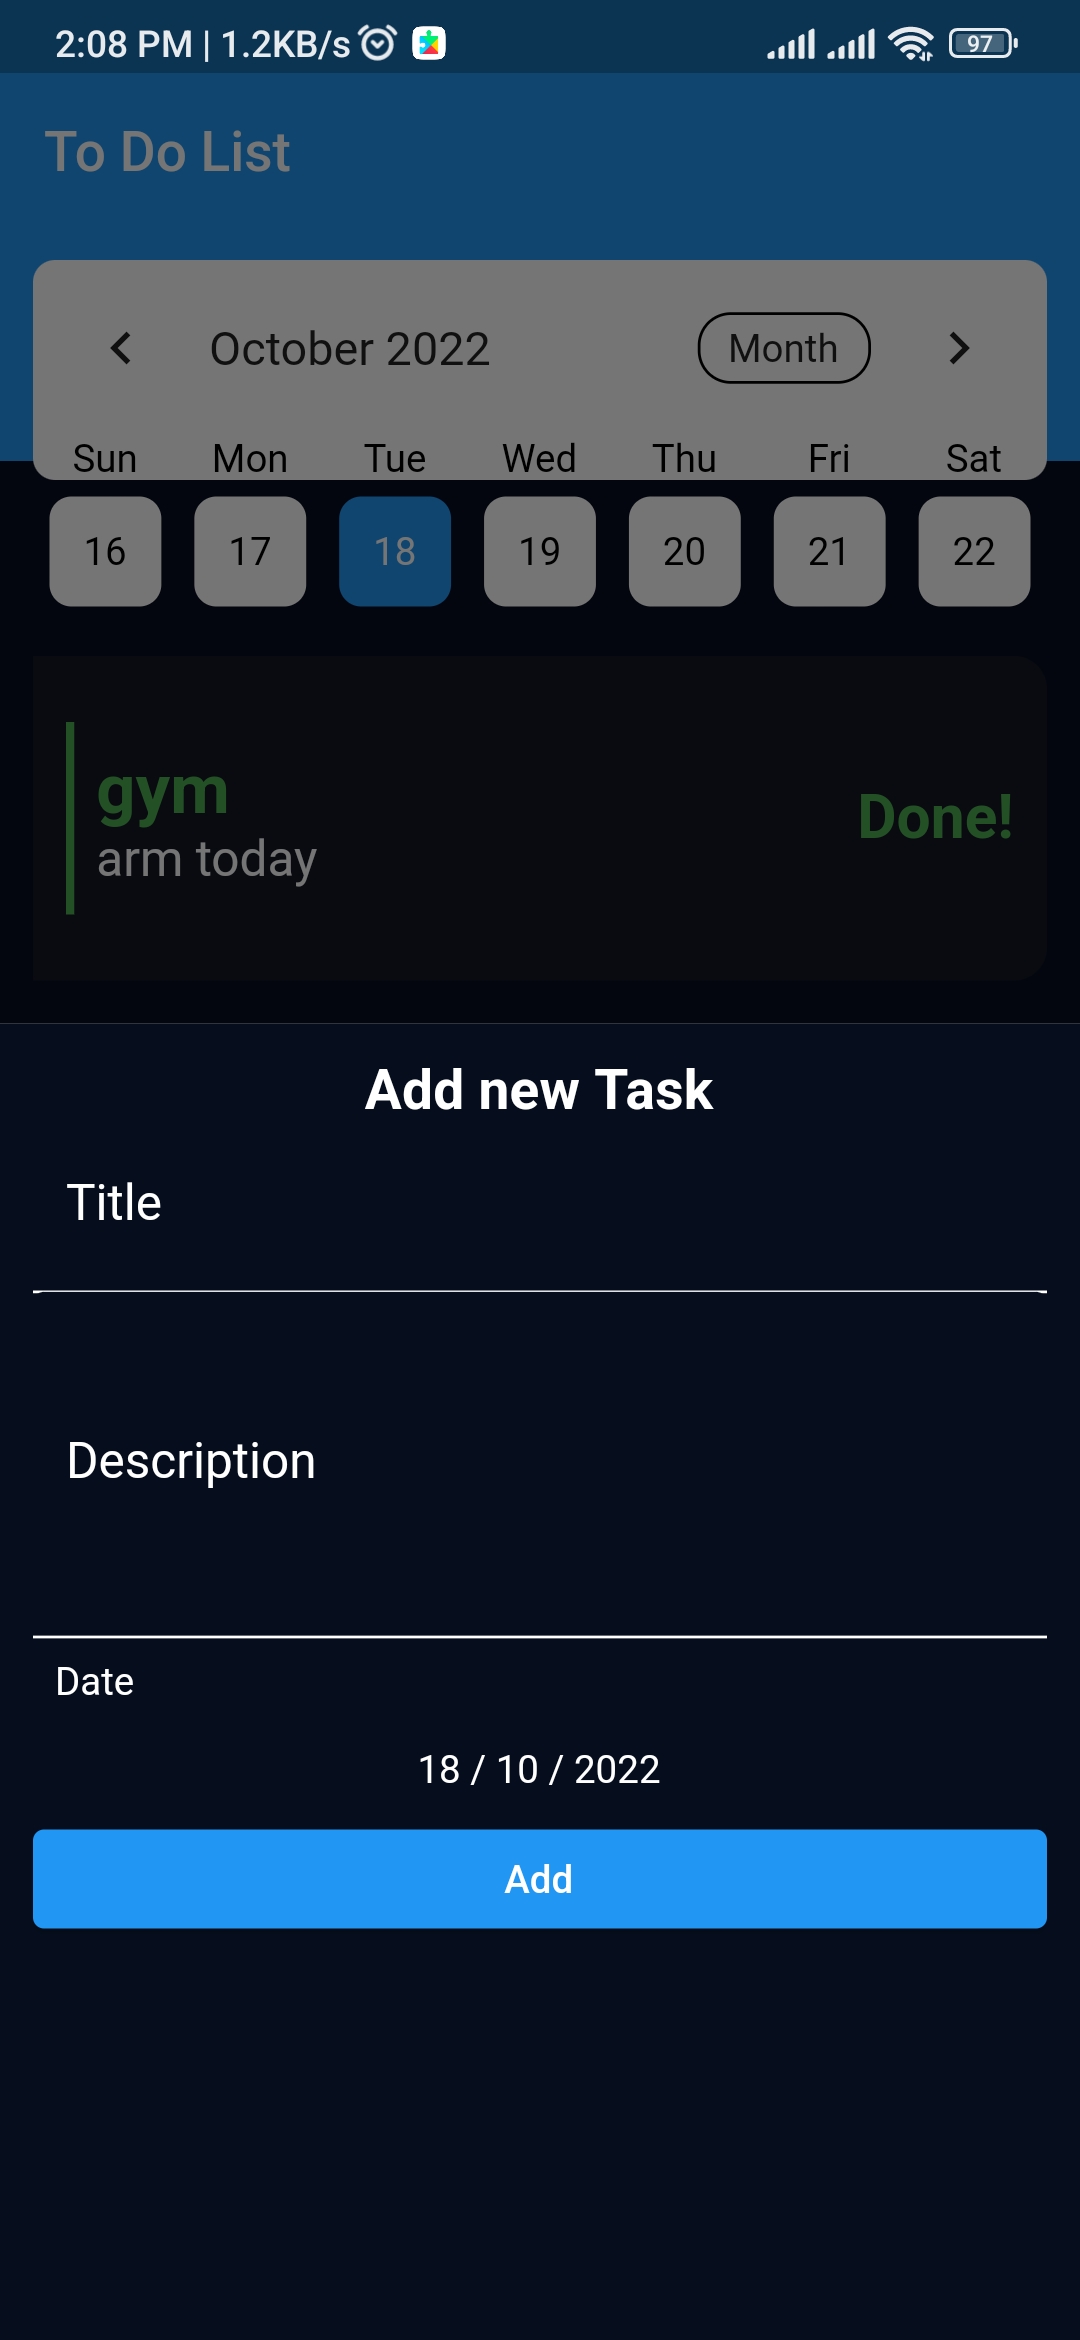 2:08 PM | 1.2KB/s 97
To Do List
October 2022 Month
Sun Mon Tue Wed Thu Fri Sat
16 17 18 19 20 21 22
gym
arm today
Done!
Add new Task
Title
Description
Date
18 / 10 / 2022
Add